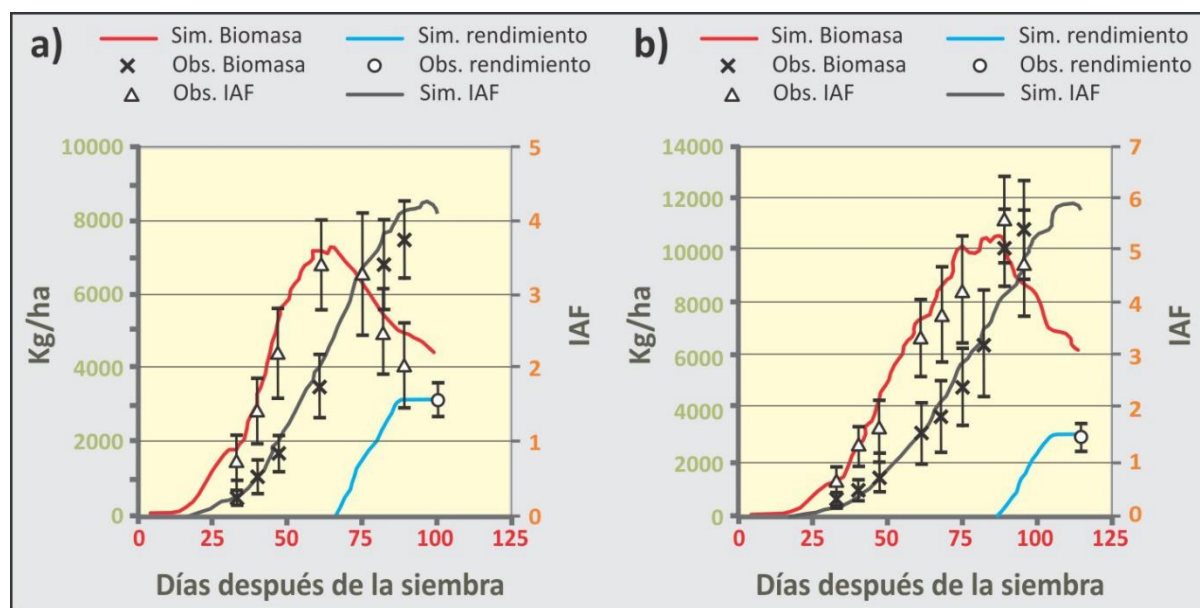 a)
Sim. Biomasa
Sim. rendimiento
Obs. Biomasa
Obs. rendimiento
Obs. IAF
Sim. IAF
10000
8000
6000
4000
2000
0
Kg/ha
5
4
3
2
1
0
IAF
0 25 50 75 100 125
Días después de la siembra
b)
Sim. Biomasa
Sim. rendimiento
Obs. Biomasa
Obs. rendimiento
Obs. IAF
Sim. IAF
14000
12000
10000
8000
6000
4000
2000
0
Kg/ha
7
6
5
4
3
2
1
0
IAF
0 25 50 75 100 125
Días después de la siembra